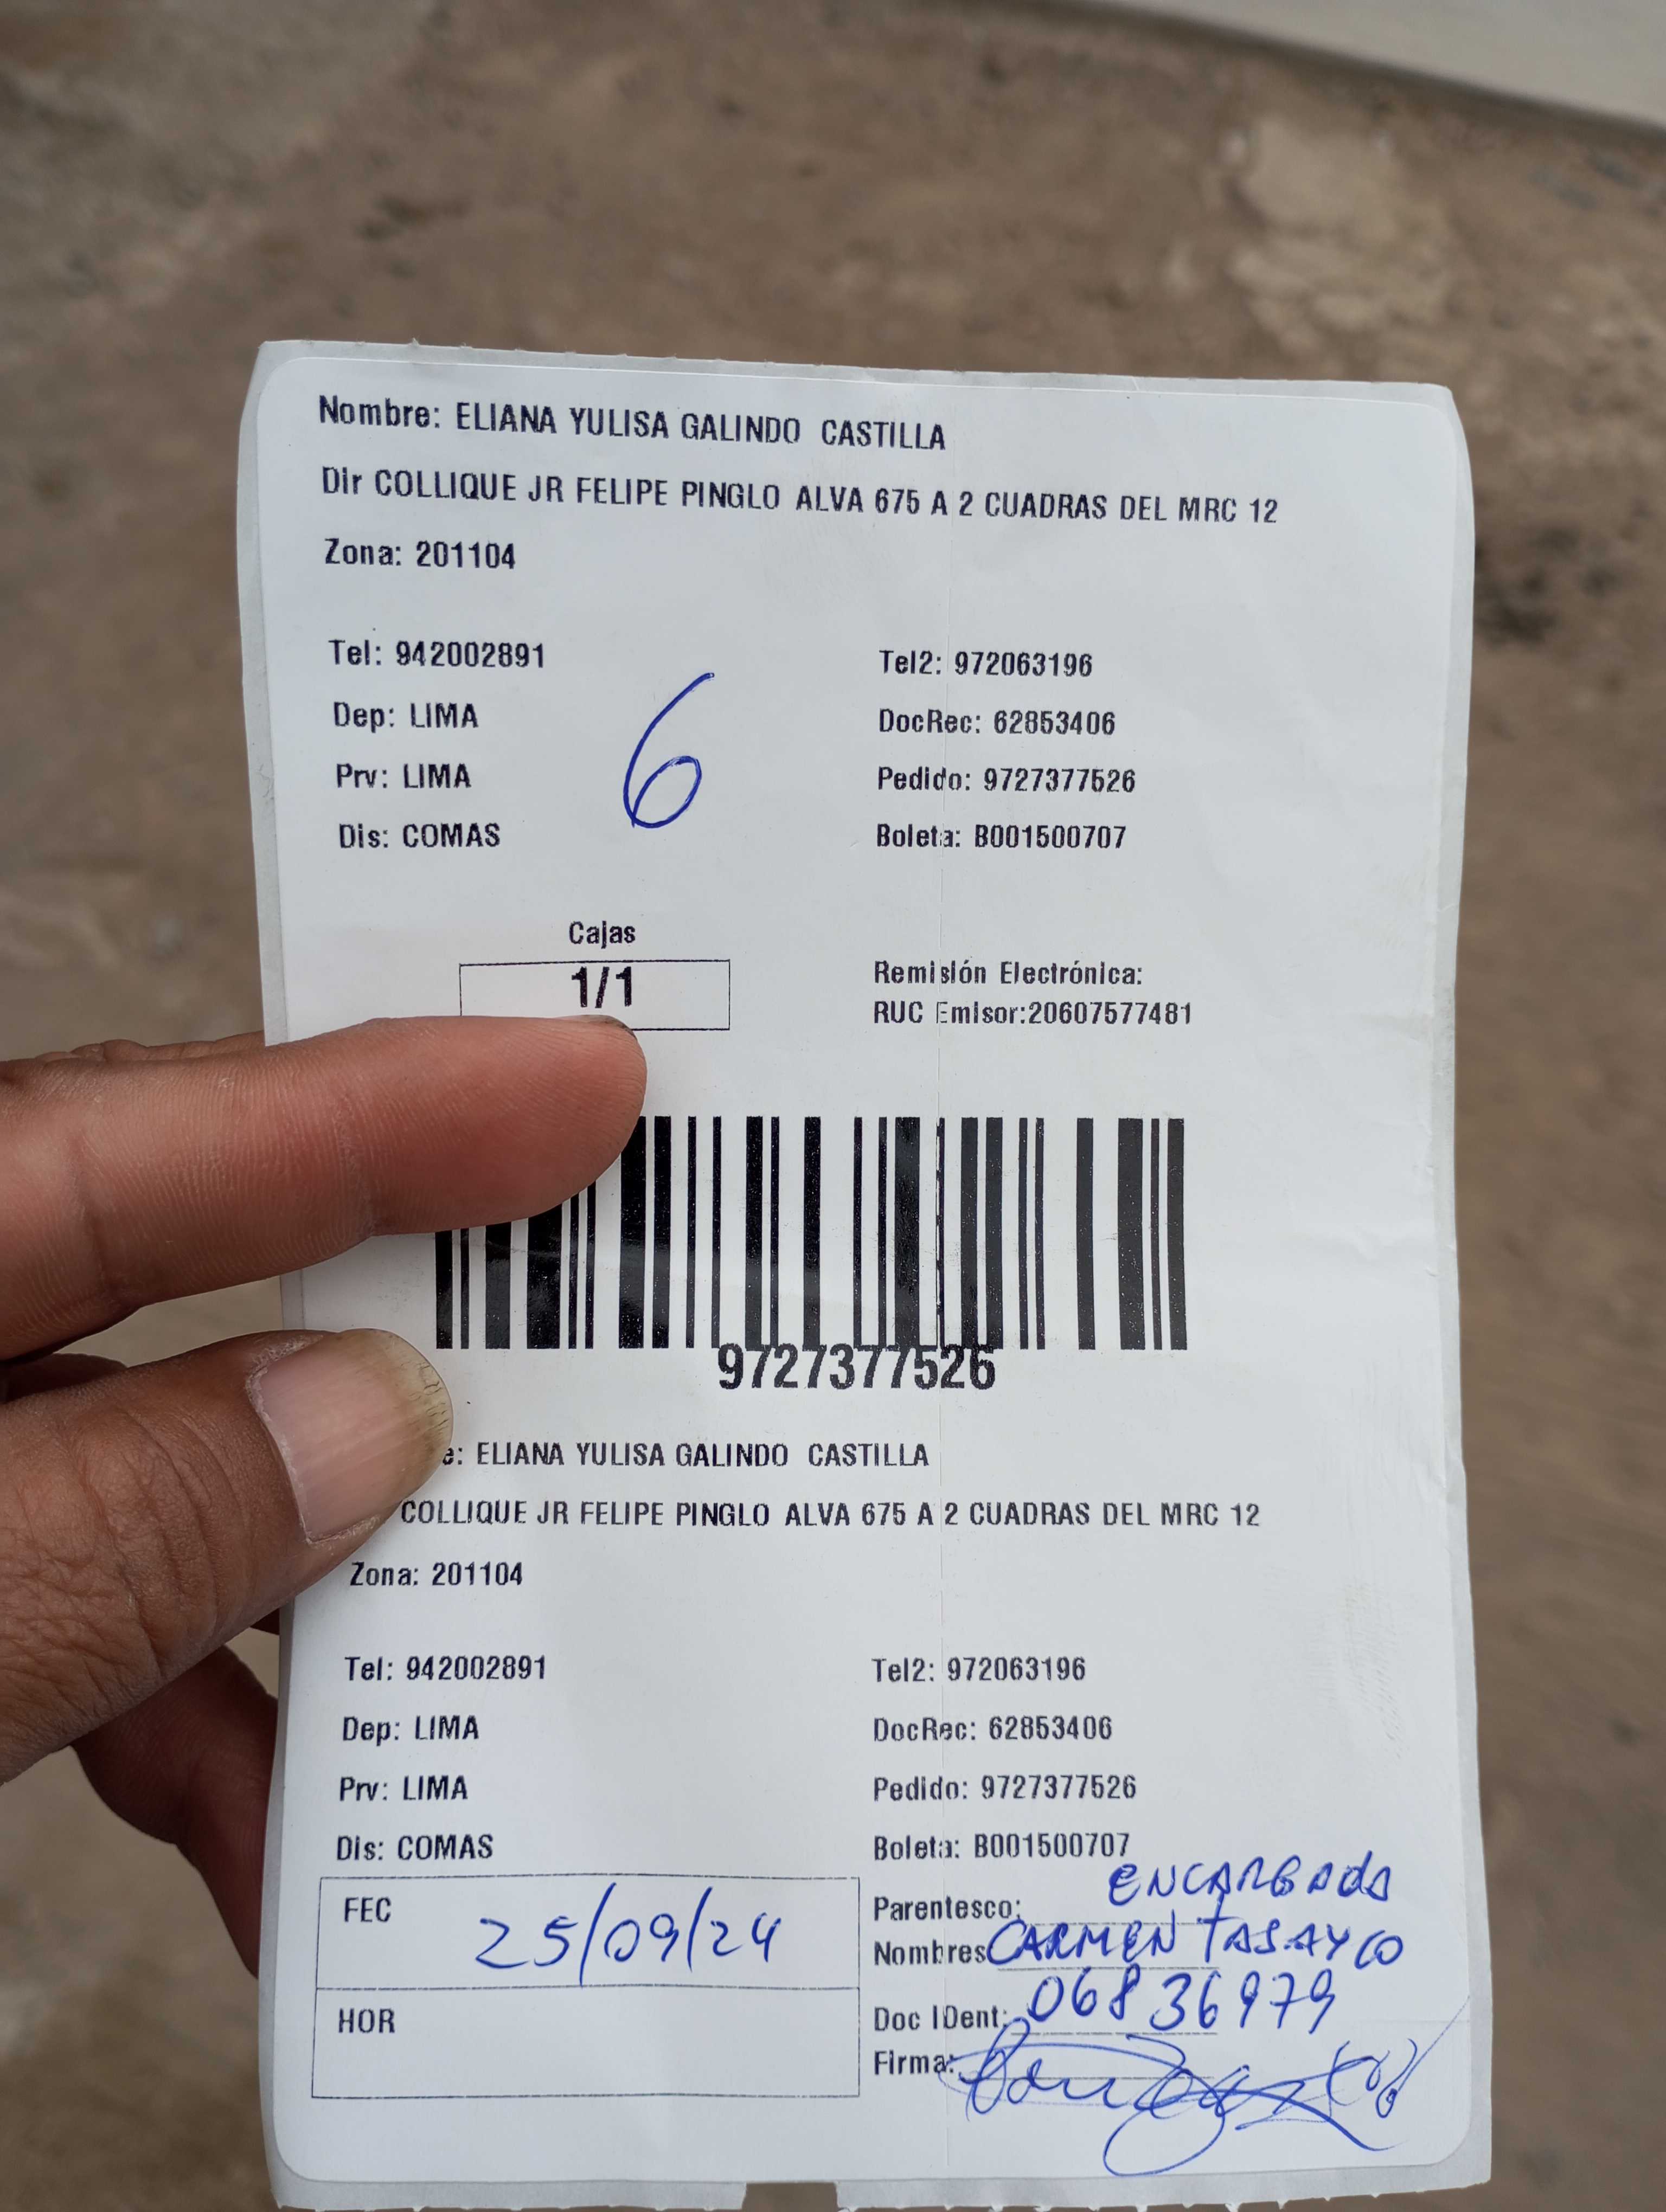 Nombre: ELIANA YULISA GALINDO CASTILLA
Dir COLLIQUE JR FELIPE PINGLO ALVA 675 A 2 CUADRAS DEL MRC 12
Zona: 201104
Tel: 942002891 Tel2: 972063196
Dep: LIMA DocRec: 62853406
Prv: LIMA Pedido: 9727377526
Dis: COMAS Boleta: B001500707
6
Cajas
1/1
Remisión Electrónica:
RUC Emisor:20607577481
9727377526
e: ELIANA YULISA GALINDO CASTILLA
COLLIQUE JR FELIPE PINGLO ALVA 675 A 2 CUADRAS DEL MRC 12
Zona: 201104
Tel: 942002891 Tel2: 972063196
Dep: LIMA DocRec: 62853406
Prv: LIMA Pedido: 9727377526
Dis: COMAS Boleta: B001500707
FEC 25/09/24
HOR
Parentesco: ENCARGADA
Nombres CARMEN TASAYCO
Doc IDent: 06836979
Firma: